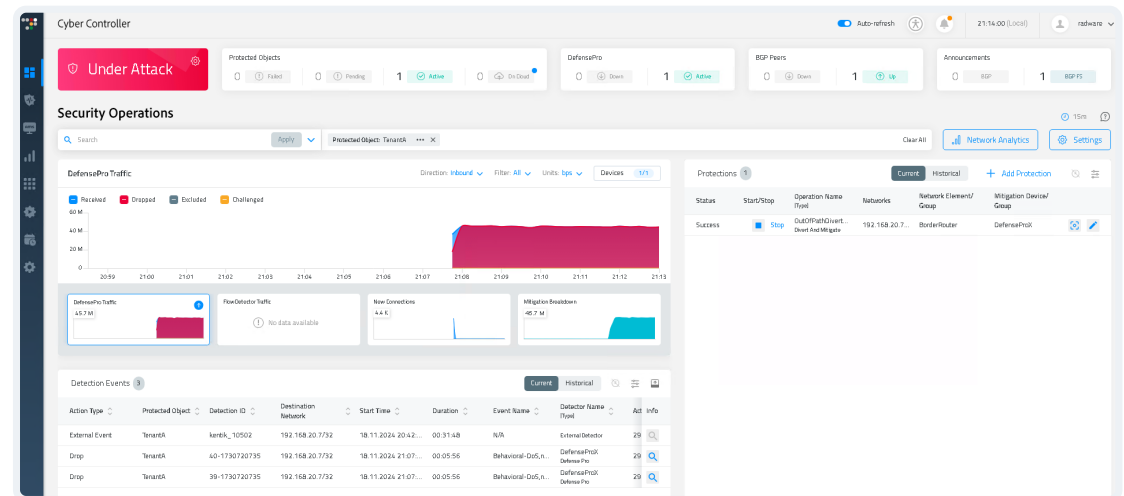 Cyber Controller
Auto-refresh
21:14:00 (Local)
radware
Under Attack
Protected Objects
0 Failed 0 Pending 1 Active 0 On Cloud
DefensePro
0 Down 1 Active
BGP Peers
0 Down 1 Up
Announcements
0 BGP 1 BGP FS
Security Operations
15m
Search
Apply
Protected Object: TenantA
Clear All
Network Analytics
Settings
DefensePro Traffic
Direction: Inbound Filter: All Units: bps Devices 1/1
Received Dropped Excluded Challenged
60 M
40 M
20 M
0
20:59 21:00 21:01 21:02 21:03 21:04 21:05 21:06 21:07 21:08 21:09 21:10 21:11 21:12 21:13
DefensePro Traffic
45.7 M
FlowDetector Traffic
No data available
New Connections
4.4 K
Mitigation Breakdown
46.7 M
Protections 1
Current Historical
Add Protection
Status Start/Stop Operation Name (Type) Networks Network Element/ Group Mitigation Device/ Group
Success Stop OutOfPathDivert... 192.168.20.7... BorderRouter DefenseProX
Divert And Mitigate
Detection Events 3
Current Historical
Action Type Protected Object Detection ID Destination Network Start Time Duration Event Name Detector Name (Type) Act Info
External Event TenantA kentik_10502 192.168.20.7/32 18.11.2024 20:42:... 00:31:48 N/A External Detector 29
Drop TenantA 40-1730720735 192.168.20.7/32 18.11.2024 21:07:... 00:05:56 Behavioral-DoS,n... DefenseProX 29
Defense Pro
Drop TenantA 39-1730720735 192.168.20.7/32 18.11.2024 21:07:... 00:05:56 Behavioral-DoS,n... DefenseProX 29
Defense Pro